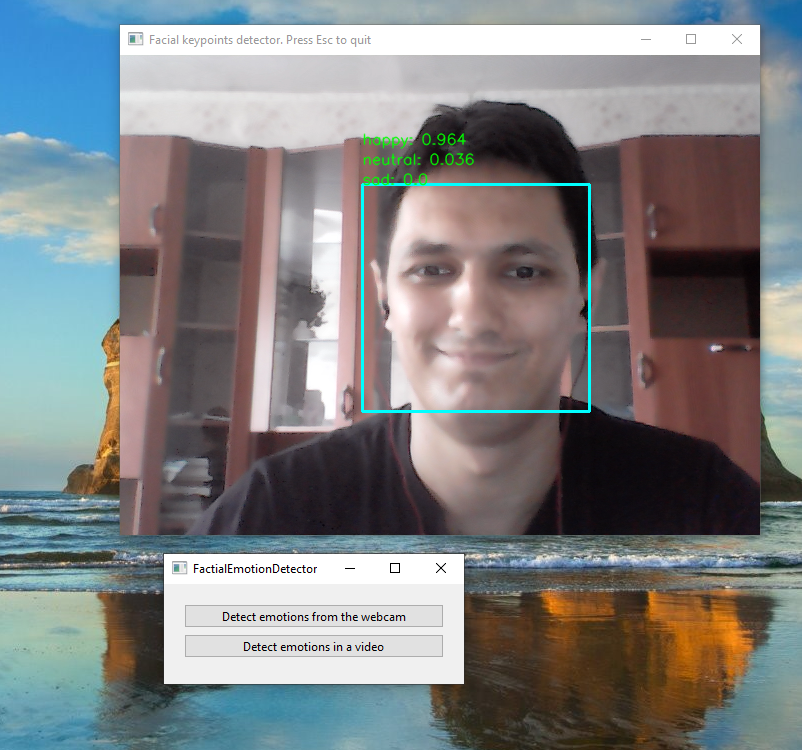 Facial keypoints detector. Press Esc to quit
happy: 0.964
neutral: 0.036
sad: 0.0
FactialEmotionDetector
Detect emotions from the webcam
Detect emotions in a video